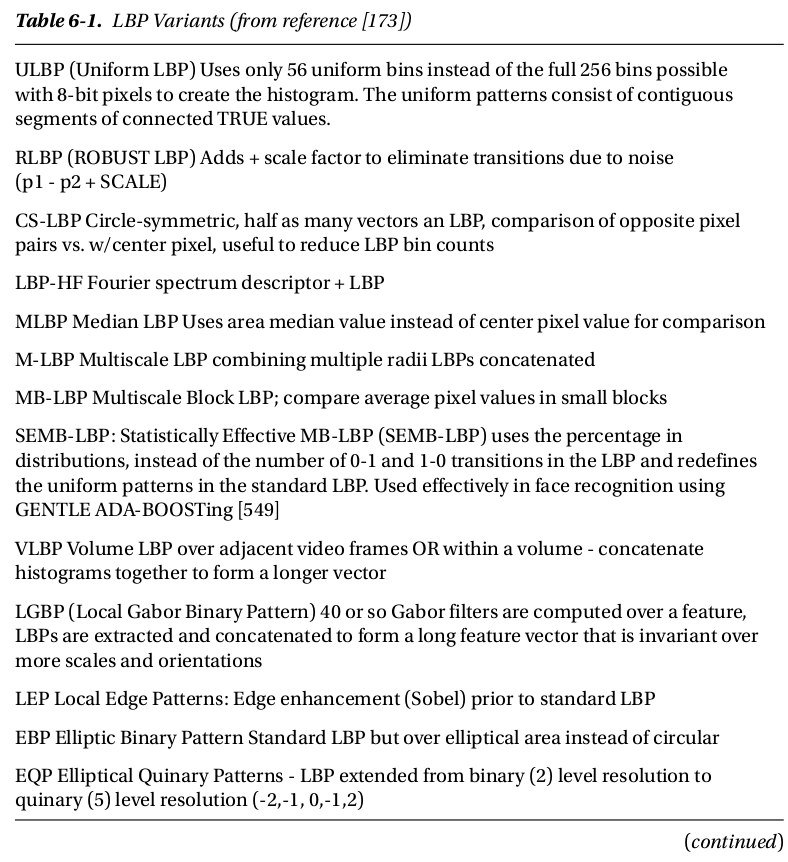 Table 6-1. LBP Variants (from reference [173])
ULBP (Uniform LBP) Uses only 56 uniform bins instead of the full 256 bins possible
with 8-bit pixels to create the histogram. The uniform patterns consist of contiguous
segments of connected TRUE values.
RLBP (ROBUST LBP) Adds + scale factor to eliminate transitions due to noise
(p1 - p2 + SCALE)
CS-LBP Circle-symmetric, half as many vectors an LBP, comparison of opposite pixel
pairs vs. w/center pixel, useful to reduce LBP bin counts
LBP-HF Fourier spectrum descriptor + LBP
MLBP Median LBP Uses area median value instead of center pixel value for comparison
M-LBP Multiscale LBP combining multiple radii LBPs concatenated
MB-LBP Multiscale Block LBP; compare average pixel values in small blocks
SEMB-LBP: Statistically Effective MB-LBP (SEMB-LBP) uses the percentage in
distributions, instead of the number of 0-1 and 1-0 transitions in the LBP and redefines
the uniform patterns in the standard LBP. Used effectively in face recognition using
GENTLE ADA-BOOSTing [549]
VLBP Volume LBP over adjacent video frames OR within a volume - concatenate
histograms together to form a longer vector
LGBP (Local Gabor Binary Pattern) 40 or so Gabor filters are computed over a feature,
LBPs are extracted and concatenated to form a long feature vector that is invariant over
more scales and orientations
LEP Local Edge Patterns: Edge enhancement (Sobel) prior to standard LBP
EBP Elliptic Binary Pattern Standard LBP but over elliptical area instead of circular
EQP Elliptical Quinary Patterns - LBP extended from binary (2) level resolution to
quinary (5) level resolution (-2,-1, 0,-1,2)
(continued)